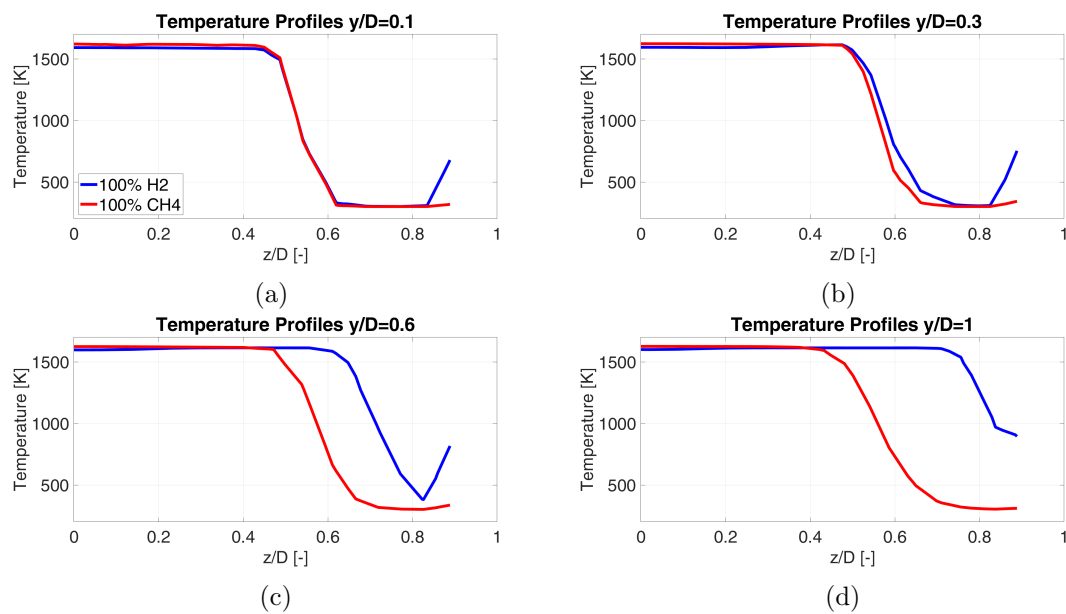 Temperature Profiles y/D=0.1
Temperature [K]
1500
1000
500
100% H2
100% CH4
0 0.2 0.4 0.6 0.8 1
z/D [-]
(a)
Temperature Profiles y/D=0.3
Temperature [K]
1500
1000
500
0 0.2 0.4 0.6 0.8 1
z/D [-]
(b)
Temperature Profiles y/D=0.6
Temperature [K]
1500
1000
500
0 0.2 0.4 0.6 0.8 1
z/D [-]
(c)
Temperature Profiles y/D=1
Temperature [K]
1500
1000
500
0 0.2 0.4 0.6 0.8 1
z/D [-]
(d)